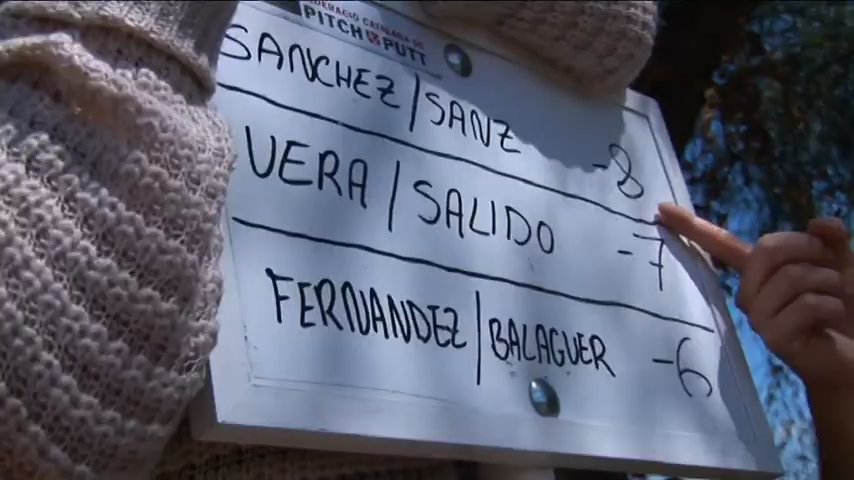 FEDERACIÓ CATALANA DE
PITCH & PUTT
SANCHEZ/SANZ -8
VERA/SALIDO -7
FERNANDEZ/BALAGUER -6